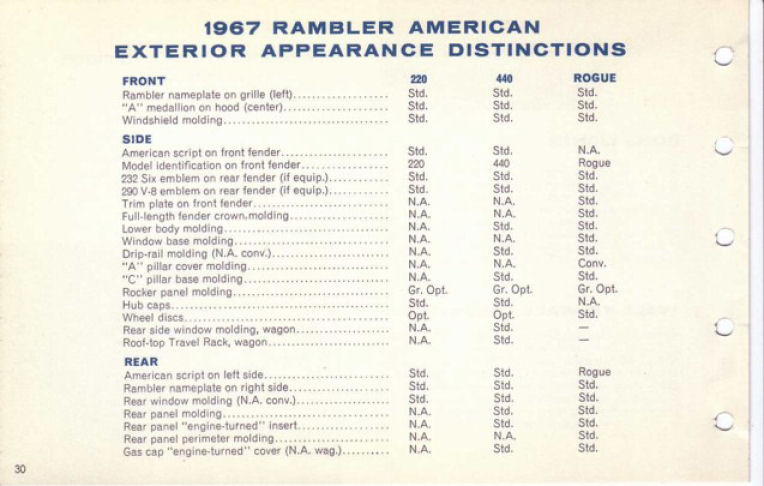 1967 RAMBLER AMERICAN
EXTERIOR APPEARANCE DISTINCTIONS
FRONT 220 440 ROGUE
Rambler nameplate on grille (left)................... Std. Std. Std.
"A" medallion on hood (center)..................... Std. Std. Std.
Windshield molding................................. Std. Std. Std.
SIDE
American script on front fender..................... Std. Std. N.A.
Model identification on front fender................. 220 440 Rogue
232 Six emblem on rear fender (if equip.)............ Std. Std. Std.
290 V-8 emblem on rear fender (if equip.)............ Std. Std. Std.
Trim plate on front fender.......................... N.A. N.A. Std.
Full-length fender crown molding.................... N.A. N.A. Std.
Lower body molding................................. N.A. Std. Std.
Window base molding............................... N.A. N.A. Std.
Drip-rail molding (N.A. conv.)....................... N.A. Std. Std.
"A" pillar cover molding............................ N.A. N.A. Conv.
"C" pillar base molding............................. N.A. Std. Std.
Rocker panel molding............................... Gr. Opt. Gr. Opt. Gr. Opt.
Hub caps........................................... Std. Std. N.A.
Wheel discs........................................ Opt. Opt. Std.
Rear side window molding, wagon.................... N.A. Std. —
Roof-top Travel Rack, wagon........................ N.A. Std. —
REAR
American script on left side......................... Std. Std. Rogue
Rambler nameplate on right side.................... Std. Std. Std.
Rear window molding (N.A. conv.)................... Std. Std. Std.
Rear panel molding................................. N.A. Std. Std.
Rear panel "engine-turned" insert................... N.A. Std. Std.
Rear panel perimeter molding....................... N.A. N.A. Std.
Gas cap "engine-turned" cover (N.A. wag.).......... N.A. Std. Std.
30